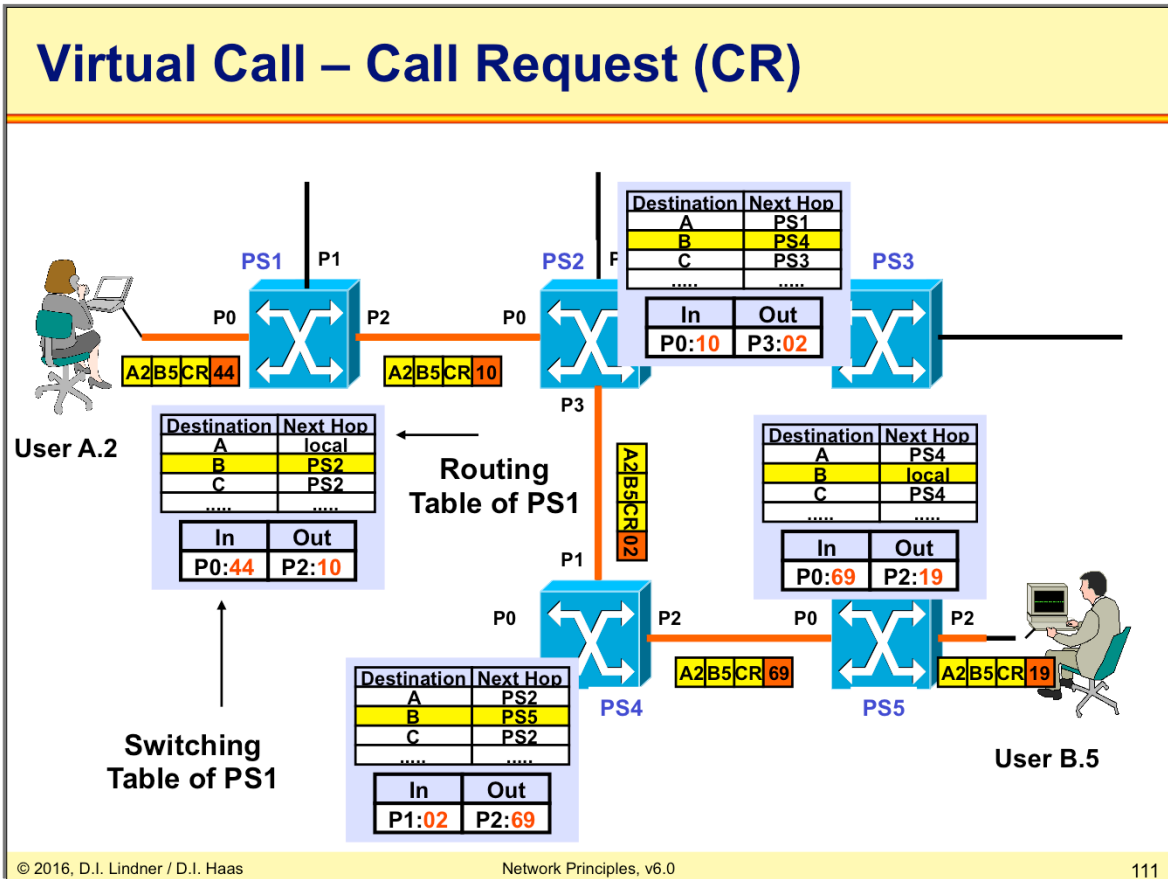 Virtual Call – Call Request (CR)
Destination Next Hop
A PS1
B PS4
C PS3
..... .....
In Out
P0:10 P3:02
PS1 P1 PS2 PS3
P0 P2 P0
A2 B5 CR 44
A2 B5 CR 10
P3
User A.2
Destination Next Hop
A local
B PS2
C PS2
..... .....
In Out
P0:44 P2:10
Routing
Table of PS1
A2 B5 CR 02
Destination Next Hop
A PS4
B local
C PS4
..... .....
In Out
P0:69 P2:19
P1
P0 P2 P0 P2
A2 B5 CR 69
A2 B5 CR 19
PS4 PS5
User B.5
Destination Next Hop
A PS2
B PS5
C PS2
..... .....
In Out
P1:02 P2:69
Switching
Table of PS1
© 2016, D.I. Lindner / D.I. Haas Network Principles, v6.0 111